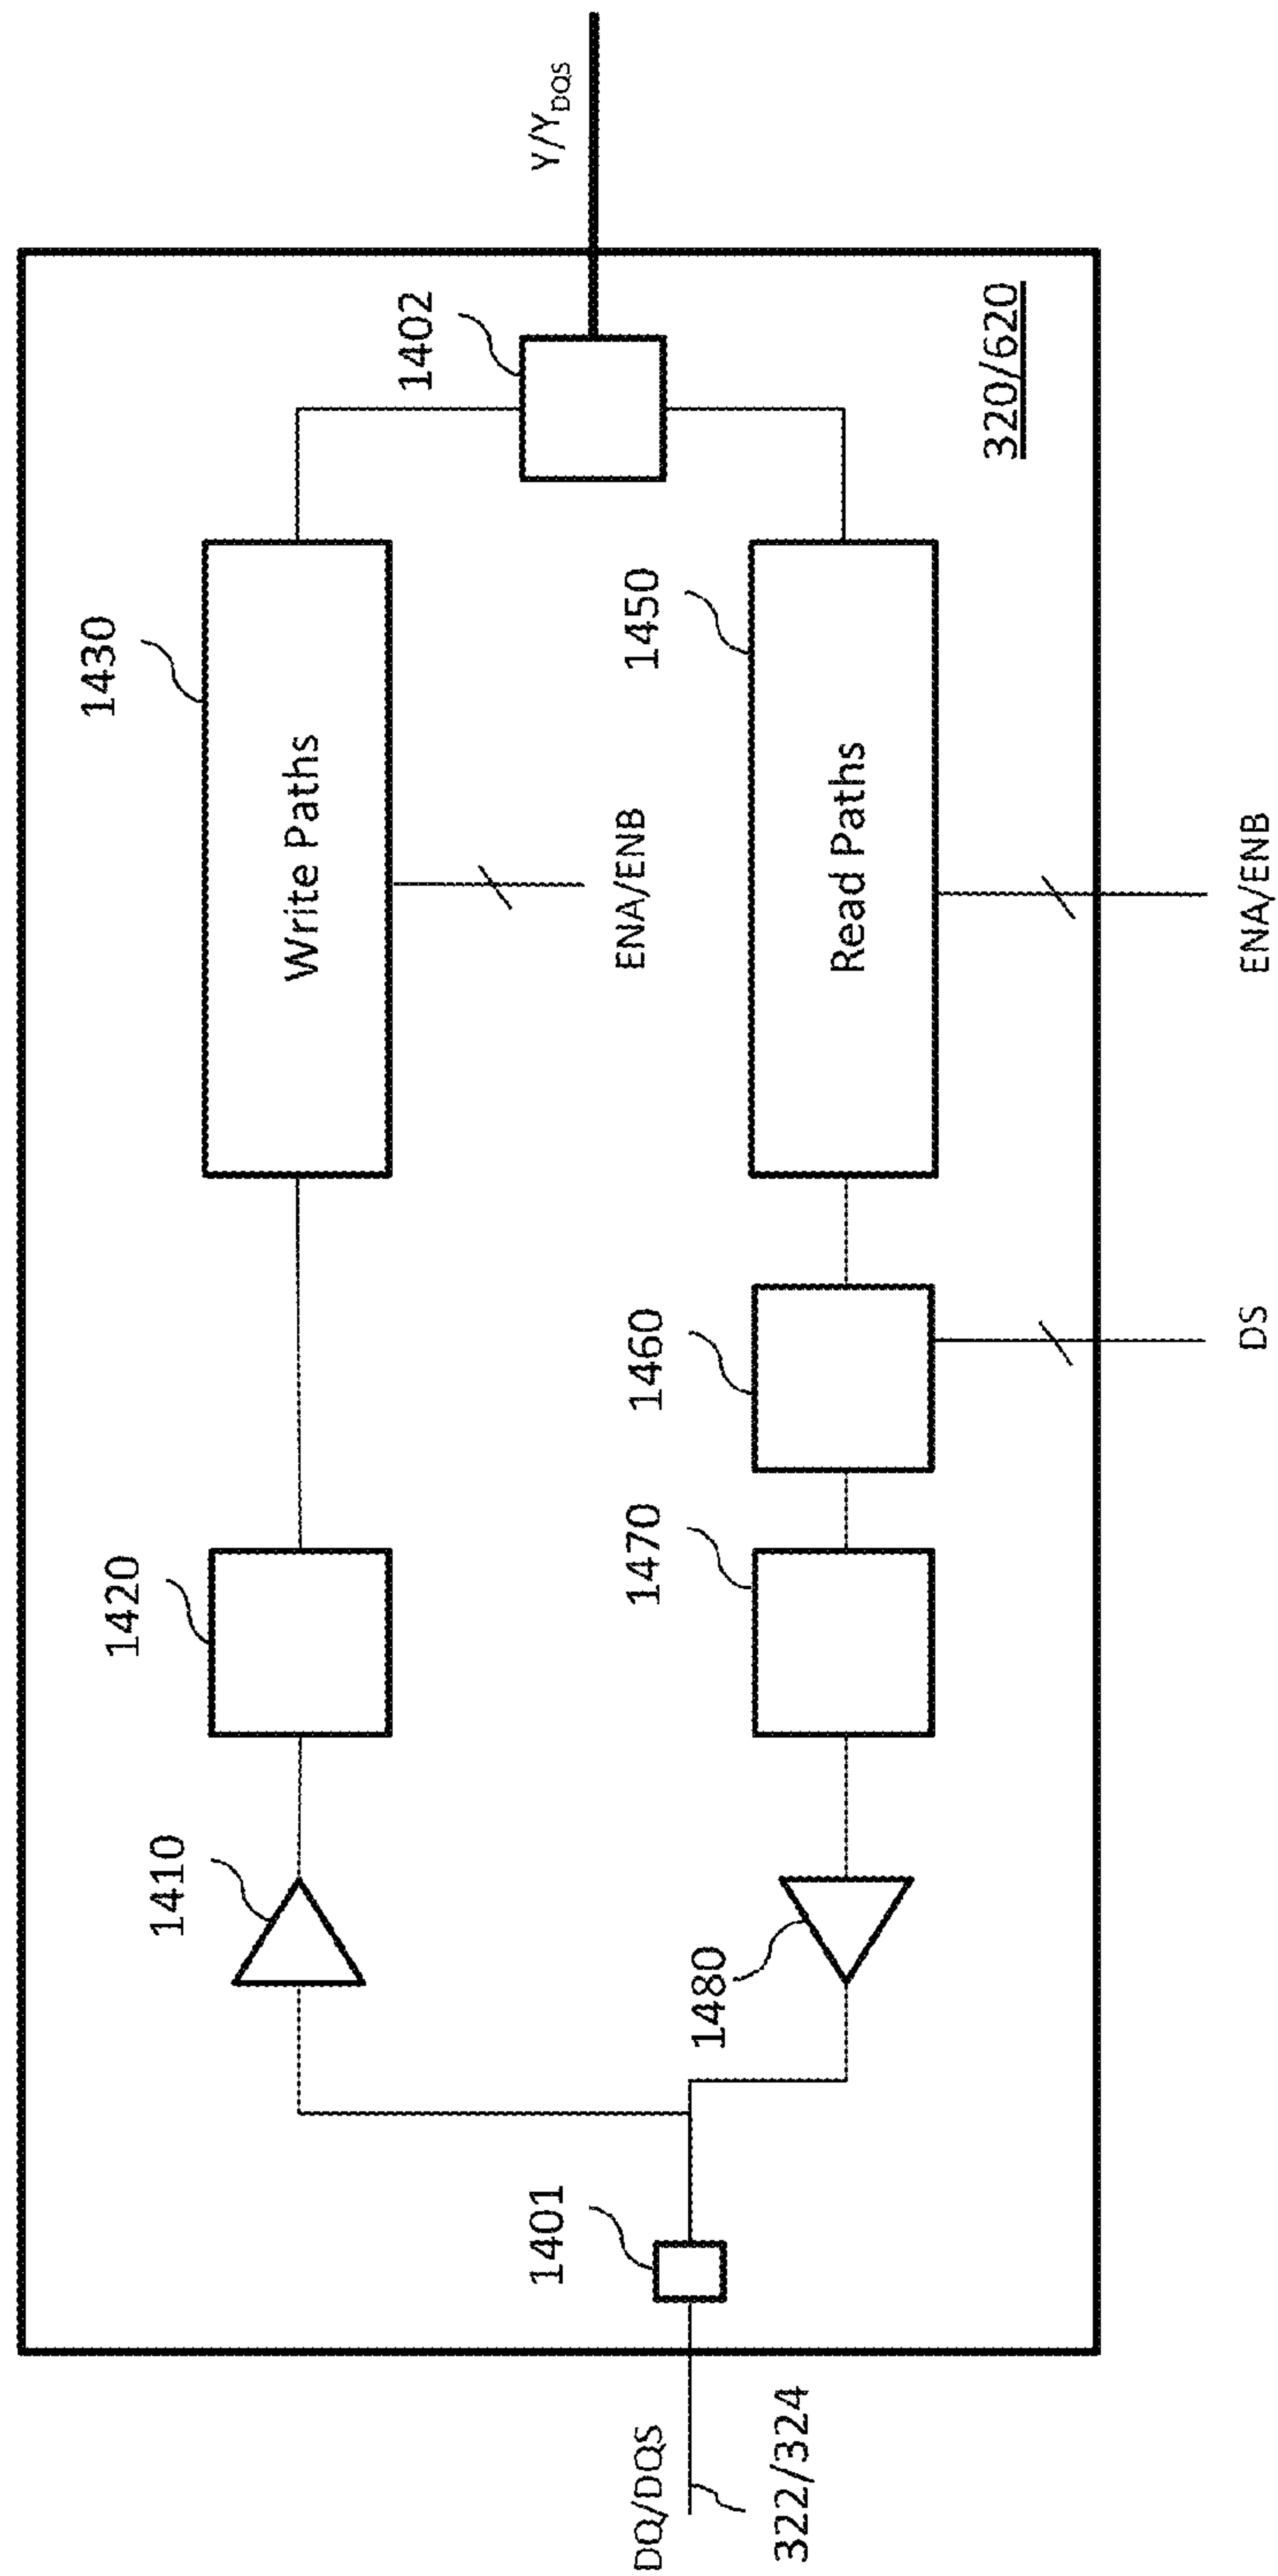 1430
Write Paths
ENA/ENB
1420
1410
1402
Y/YDQS
1450
Read Paths
ENA/ENB
1460
DS
1470
1480
1401
DQ/DQS
322/324
320/620